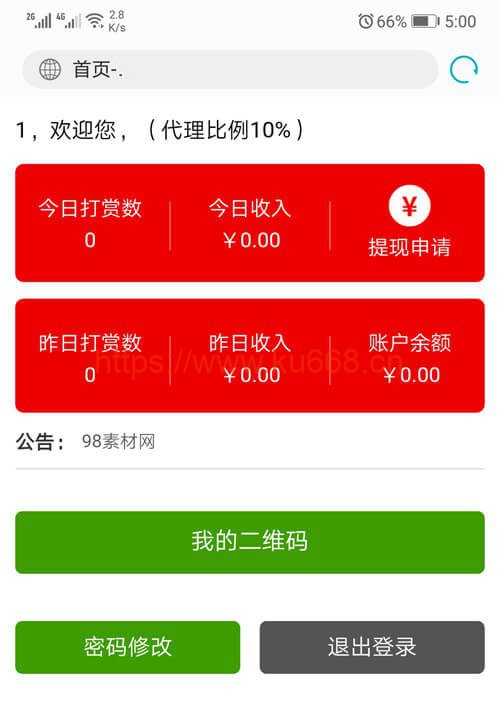 2G 4G 2.8 K/s 66% 5:00
首页-.
1，欢迎您，（代理比例10%）
今日打赏数 今日收入 ¥
0 ￥0.00 提现申请
昨日打赏数 昨日收入 账户余额
0 ￥0.00 ￥0.00
https://www.ku668.cn
公告： 98素材网
我的二维码
密码修改 退出登录